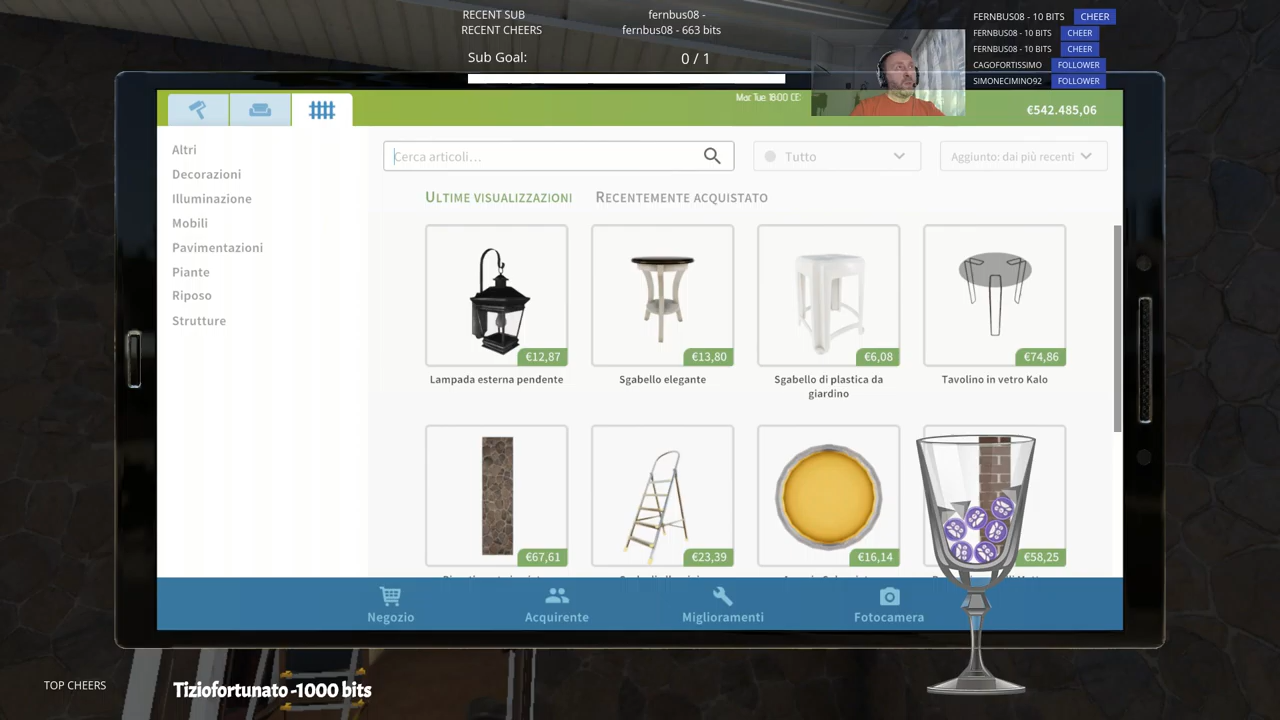 RECENT SUB
fernbus08 -
RECENT CHEERS
fernbus08 - 663 bits
Sub Goal:
0 / 1
FERNBUS08 - 10 BITS CHEER
FERNBUS08 - 10 BITS CHEER
FERNBUS08 - 10 BITS CHEER
CAGOFORTISSIMO FOLLOWER
SIMONECIMINO92 FOLLOWER
Tue 18:00
€542.485,06
Altri
Decorazioni
Illuminazione
Mobili
Pavimentazioni
Piante
Riposo
Strutture
Cerca articoli...
Tutto
Aggiunto: dai più recenti
ULTIME VISUALIZZAZIONI
RECENTEMENTE ACQUISTATO
€12,87
Lampada esterna pendente
€13,80
Sgabello elegante
€6,08
Sgabello di plastica da
giardino
€74,86
Tavolino in vetro Kalo
€67,61
€23,39
€16,14
€58,25
Negozio
Acquirente
Miglioramenti
Fotocamera
TOP CHEERS
Tiziofortunato -1000 bits